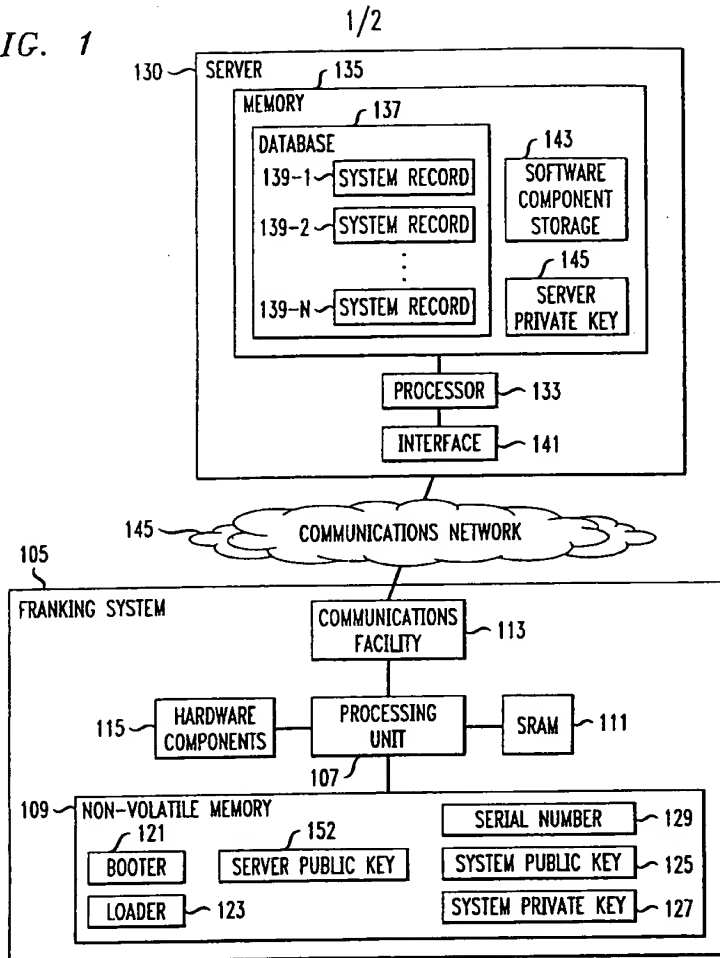 1/2
IG. 1
130 SERVER
135
MEMORY
137
DATABASE
139-1 SYSTEM RECORD
139-2 SYSTEM RECORD
139-N SYSTEM RECORD
143
SOFTWARE
COMPONENT
STORAGE
145
SERVER
PRIVATE KEY
PROCESSOR 133
INTERFACE 141
145 COMMUNICATIONS NETWORK
105
FRANKING SYSTEM
COMMUNICATIONS
FACILITY 113
115 HARDWARE
COMPONENTS
PROCESSING
UNIT
107
SRAM 111
109 NON-VOLATILE MEMORY
121
BOOTER
152
SERVER PUBLIC KEY
LOADER 123
SERIAL NUMBER 129
SYSTEM PUBLIC KEY 125
SYSTEM PRIVATE KEY 127